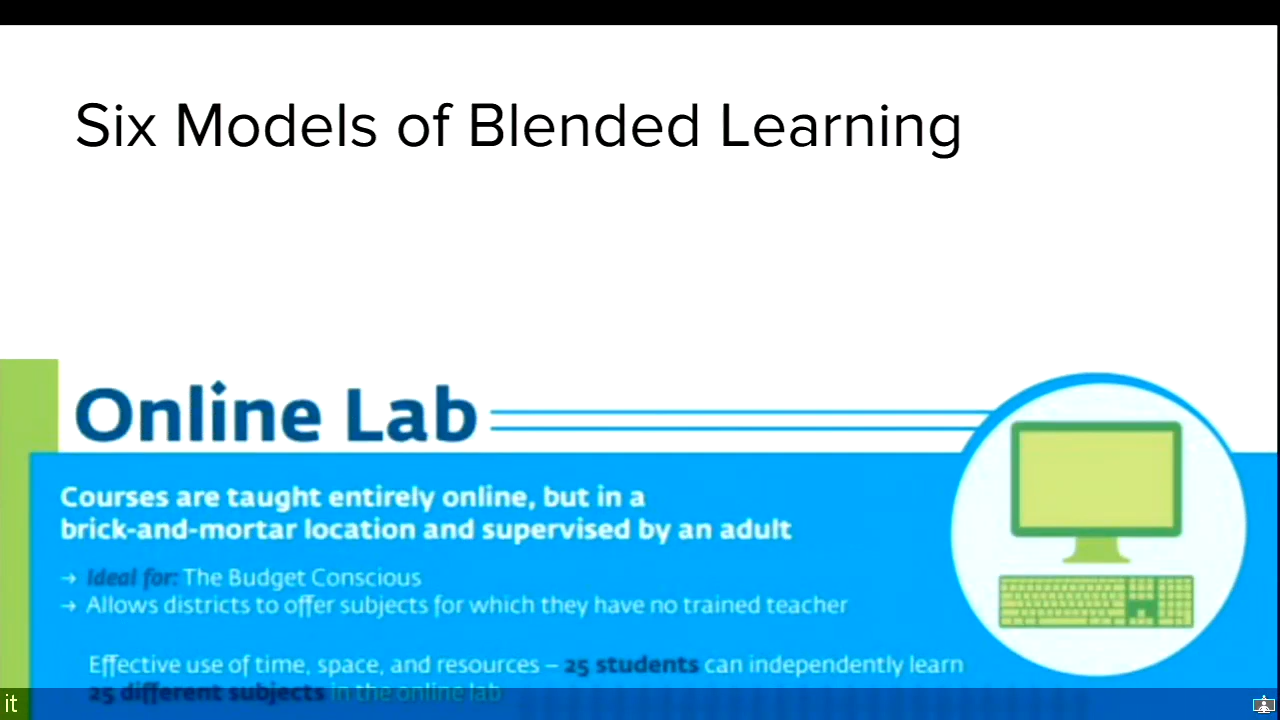 Six Models of Blended Learning
Online Lab
Courses are taught entirely online, but in a
brick-and-mortar location and supervised by an adult
→ Ideal for: The Budget Conscious
→ Allows districts to offer subjects for which they have no trained teacher
Effective use of time, space, and resources – 25 students can independently learn
25 different subjects in the online lab
it